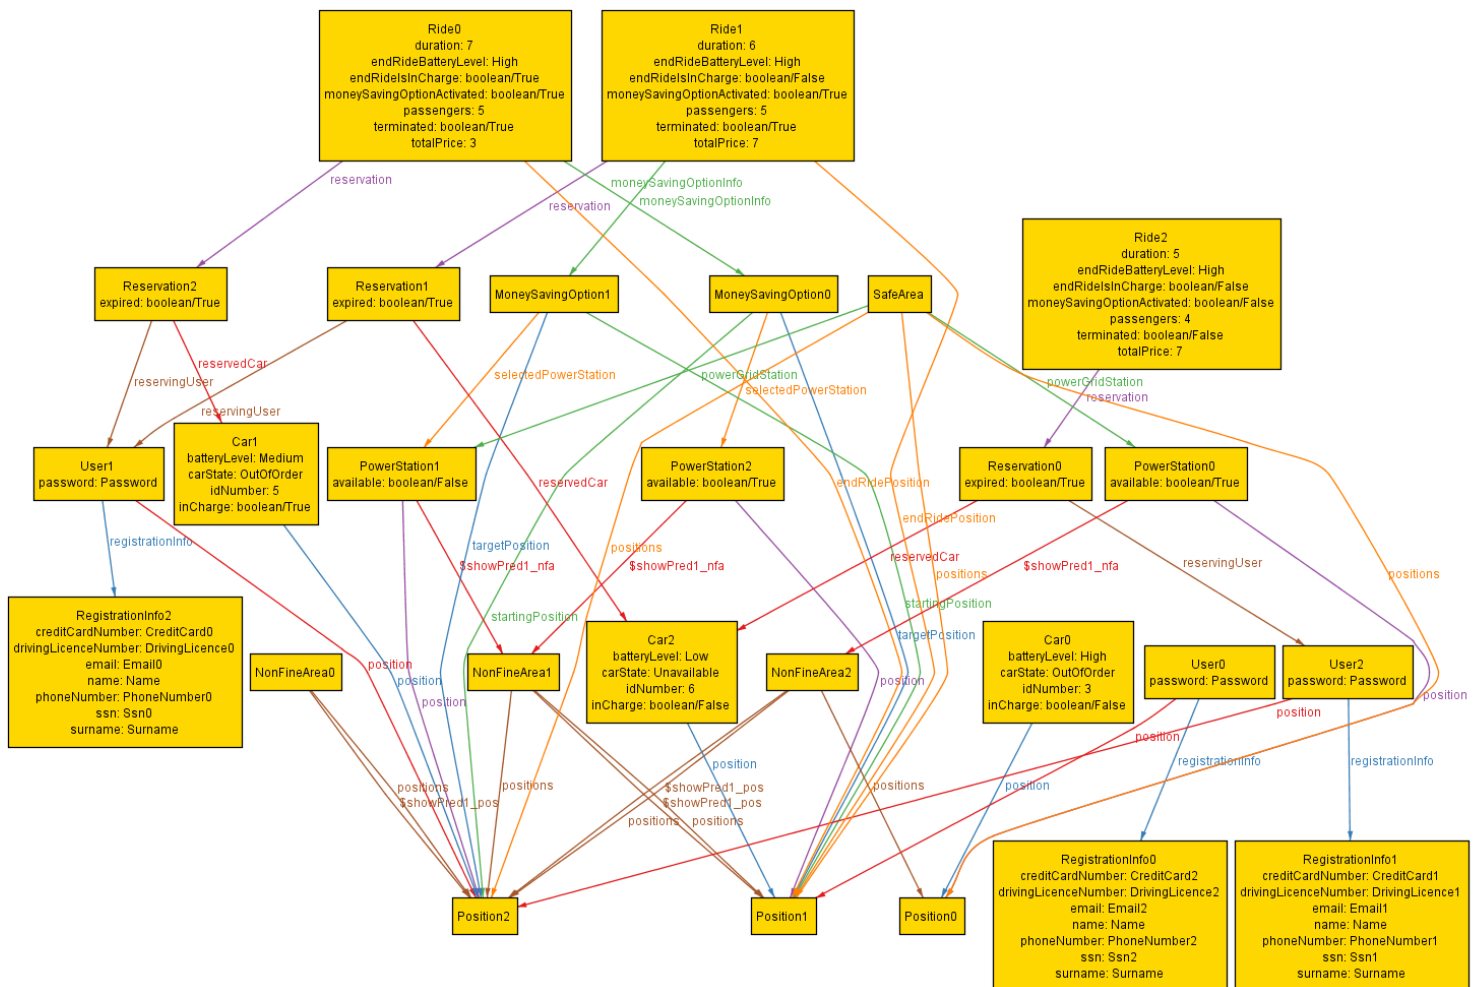 Ride0
duration: 7
endRideBatteryLevel: High
endRideIsInCharge: boolean/True
moneySavingOptionActivated: boolean/True
passengers: 5
terminated: boolean/True
totalPrice: 3
Ride1
duration: 6
endRideBatteryLevel: High
endRideIsInCharge: boolean/False
moneySavingOptionActivated: boolean/True
passengers: 5
terminated: boolean/True
totalPrice: 7
reservation
moneySavingOptionInfo
moneySavingOptionInfo
reservation
Ride2
duration: 5
endRideBatteryLevel: High
endRideIsInCharge: boolean/False
moneySavingOptionActivated: boolean/False
passengers: 4
terminated: boolean/False
totalPrice: 7
Reservation2
expired: boolean/True
Reservation1
expired: boolean/True
MoneySavingOption1
MoneySavingOption0
SafeArea
reservedCar
reservingUser
selectedPowerStation
powerGridStation
selectedPowerStation
powerGridStation
reservation
reservingUser
User1
password: Password
Car1
batteryLevel: Medium
carState: OutOfOrder
idNumber: 5
inCharge: boolean/True
PowerStation1
available: boolean/False
PowerStation2
available: boolean/True
Reservation0
expired: boolean/True
PowerStation0
available: boolean/True
reservedCar
endRidePosition
endRidePosition
registrationInfo
targetPosition
positions
reservedCar
$showPred1_nfa
$showPred1_nfa
$showPred1_nfa
reservingUser
positions
startingPosition
positions
startingPosition
targetPosition
RegistrationInfo2
creditCardNumber: CreditCard0
drivingLicenceNumber: DrivingLicence0
email: Email0
name: Name
phoneNumber: PhoneNumber0
ssn: Ssn0
surname: Surname
NonFineArea0
position
position
position
NonFineArea1
Car2
batteryLevel: Low
carState: Unavailable
idNumber: 6
inCharge: boolean/False
NonFineArea2
position
Car0
batteryLevel: High
carState: OutOfOrder
idNumber: 3
inCharge: boolean/False
User0
password: Password
User2
password: Password
position
position
position
registrationInfo
registrationInfo
positions
$showPred1_pos
positions
position
$showPred1_pos
$showPred1_pos
positions
positions
positions
position
Position2
Position1
Position0
RegistrationInfo0
creditCardNumber: CreditCard2
drivingLicenceNumber: DrivingLicence2
email: Email2
name: Name
phoneNumber: PhoneNumber2
ssn: Ssn2
surname: Surname
RegistrationInfo1
creditCardNumber: CreditCard1
drivingLicenceNumber: DrivingLicence1
email: Email1
name: Name
phoneNumber: PhoneNumber1
ssn: Ssn1
surname: Surname